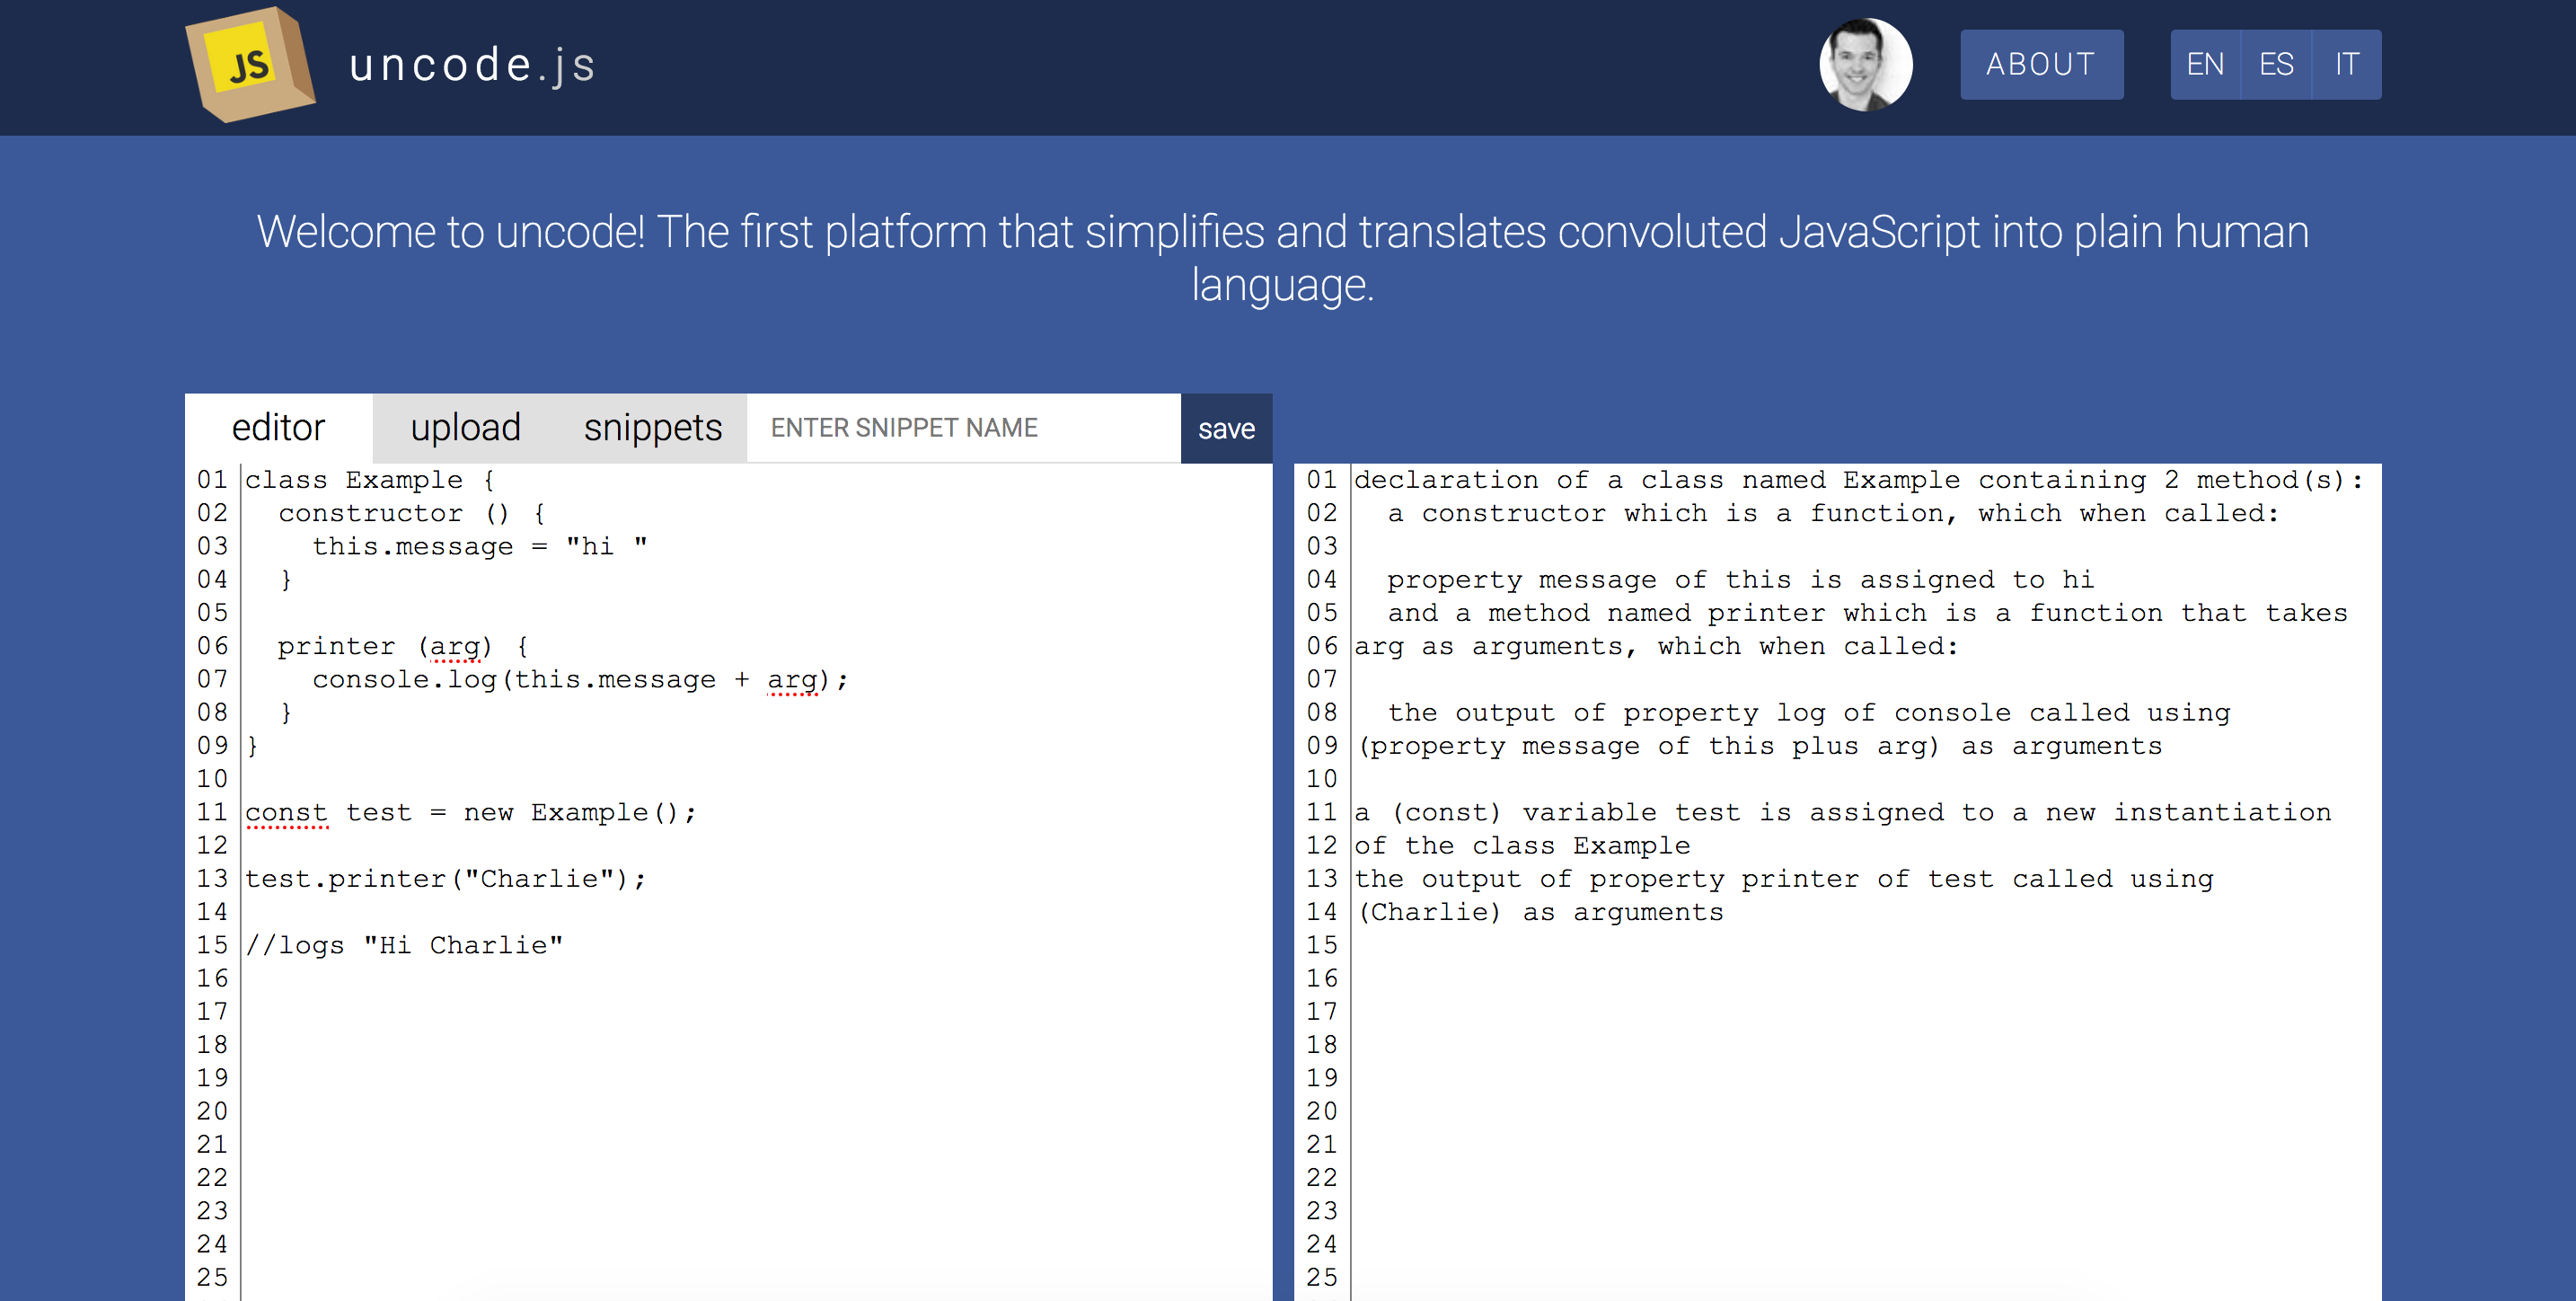 JS
uncode.js
ABOUT
EN ES IT
Welcome to uncode! The first platform that simplifies and translates convoluted JavaScript into plain human
language.
editor upload snippets ENTER SNIPPET NAME save
01 class Example {
02   constructor () {
03     this.message = "hi "
04   }
05
06   printer (arg) {
07     console.log(this.message + arg);
08   }
09 }
10
11 const test = new Example();
12
13 test.printer("Charlie");
14
15 //logs "Hi Charlie"
16
17
18
19
20
21
22
23
24
25
01 declaration of a class named Example containing 2 method(s):
02   a constructor which is a function, which when called:
03
04   property message of this is assigned to hi
05   and a method named printer which is a function that takes
06 arg as arguments, which when called:
07
08   the output of property log of console called using
09 (property message of this plus arg) as arguments
10
11 a (const) variable test is assigned to a new instantiation
12 of the class Example
13 the output of property printer of test called using
14 (Charlie) as arguments
15
16
17
18
19
20
21
22
23
24
25